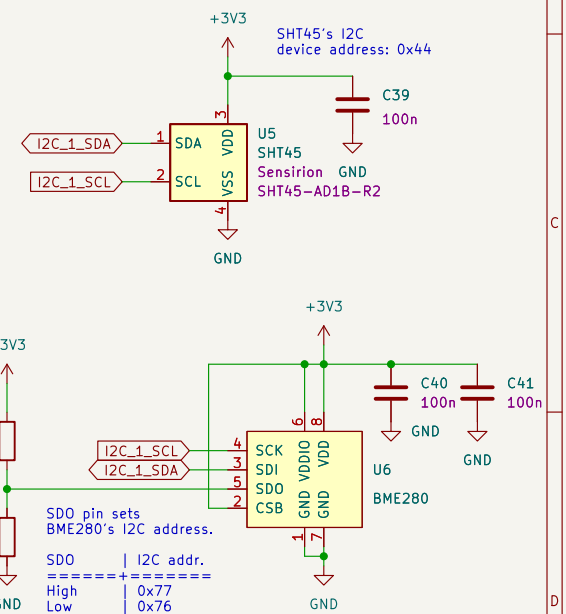 +3V3
SHT45's I2C
device address: 0x44
C39
100n
GND
3
U5
SHT45
Sensirion
SHT45-AD1B-R2
I2C_1_SDA
1
SDA
VDD
I2C_1_SCL
2
SCL
VSS
4
GND
C
+3V3
3V3
C40
100n
C41
100n
GND
GND
6
8
I2C_1_SCL
4
SCK
VDDIO
VDD
I2C_1_SDA
3
SDI
U6
5
SDO
2
CSB
GND
GND
BME280
1
7
SDO pin sets
BME280's I2C address.
SDO | I2C addr.
======+=======
High | 0x77
Low | 0x76
GND
GND
D